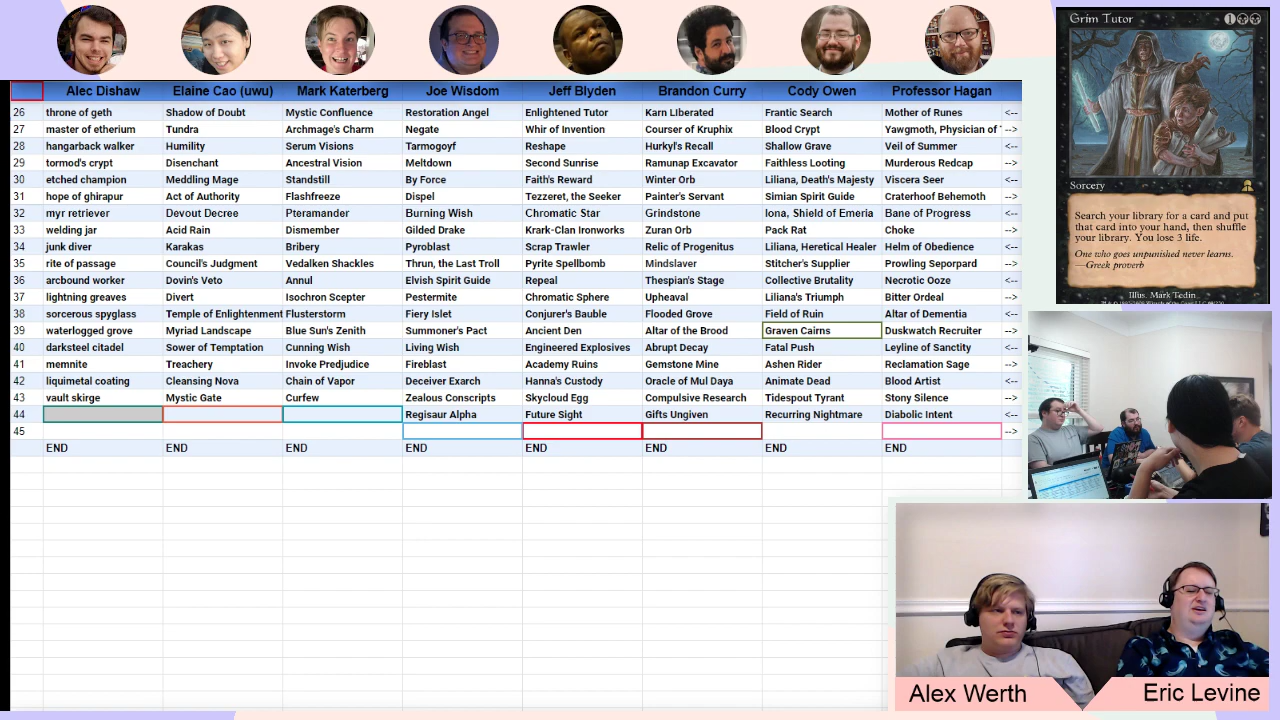 Alec Dishaw Elaine Cao (uwu) Mark Katerberg Joe Wisdom Jeff Blyden Brandon Curry Cody Owen Professor Hagan
26 throne of geth Shadow of Doubt Mystic Confluence Restoration Angel Enlightened Tutor Karn LIberated Frantic Search Mother of Runes <--
27 master of etherium Tundra Archmage's Charm Negate Whir of Invention Courser of Kruphix Blood Crypt Yawgmoth, Physician of -->
28 hangarback walker Humility Serum Visions Tarmogoyf Reshape Hurkyl's Recall Shallow Grave Veil of Summer <--
29 tormod's crypt Disenchant Ancestral Vision Meltdown Second Sunrise Ramunap Excavator Faithless Looting Murderous Redcap -->
30 etched champion Meddling Mage Standstill By Force Faith's Reward Winter Orb Liliana, Death's Majesty Viscera Seer <--
31 hope of ghirapur Act of Authority Flashfreeze Dispel Tezzeret, the Seeker Painter's Servant Simian Spirit Guide Craterhoof Behemoth -->
32 myr retriever Devout Decree Pteramander Burning Wish Chromatic Star Grindstone Iona, Shield of Emeria Bane of Progress <--
33 welding jar Acid Rain Dismember Gilded Drake Krark-Clan Ironworks Zuran Orb Pack Rat Choke -->
34 junk diver Karakas Bribery Pyroblast Scrap Trawler Relic of Progenitus Liliana, Heretical Healer Helm of Obedience <--
35 rite of passage Council's Judgment Vedalken Shackles Thrun, the Last Troll Pyrite Spellbomb Mindslaver Stitcher's Supplier Prowling Serporard -->
36 arcbound worker Dovin's Veto Annul Elvish Spirit Guide Repeal Thespian's Stage Collective Brutality Necrotic Ooze <--
37 lightning greaves Divert Isochron Scepter Pestermite Chromatic Sphere Upheaval Liliana's Triumph Bitter Ordeal -->
38 sorcerous spyglass Temple of Enlightenment Flusterstorm Fiery Islet Conjurer's Bauble Flooded Grove Field of Ruin Altar of Dementia <--
39 waterlogged grove Myriad Landscape Blue Sun's Zenith Summoner's Pact Ancient Den Altar of the Brood Graven Cairns Duskwatch Recruiter -->
40 darksteel citadel Sower of Temptation Cunning Wish Living Wish Engineered Explosives Abrupt Decay Fatal Push Leyline of Sanctity <--
41 memnite Treachery Invoke Predjudice Fireblast Academy Ruins Gemstone Mine Ashen Rider Reclamation Sage -->
42 liquimetal coating Cleansing Nova Chain of Vapor Deceiver Exarch Hanna's Custody Oracle of Mul Daya Animate Dead Blood Artist <--
43 vault skirge Mystic Gate Curfew Zealous Conscripts Skycloud Egg Compulsive Research Tidespout Tyrant Stony Silence -->
44 Regisaur Alpha Future Sight Gifts Ungiven Recurring Nightmare Diabolic Intent <--
45 -->
END END END END END END END END
Grim Tutor 1
Sorcery
Search your library for a card and put
that card into your hand, then shuffle
your library. You lose 3 life.
One who goes unpunished never learns.
—Greek proverb
Illus. Mark Tedin
Alex Werth
Eric Levine